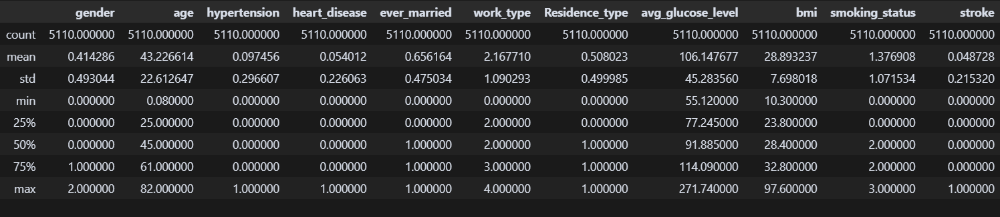 gender age hypertension heart_disease ever_married work_type Residence_type avg_glucose_level bmi smoking_status stroke
count 5110.000000 5110.000000 5110.000000 5110.000000 5110.000000 5110.000000 5110.000000 5110.000000 5110.000000 5110.000000 5110.000000
mean 0.414286 43.226614 0.097456 0.054012 0.656164 2.167710 0.508023 106.147677 28.893237 1.376908 0.048728
std 0.493044 22.612647 0.296607 0.226063 0.475034 1.090293 0.499985 45.283560 7.698018 1.071534 0.215320
min 0.000000 0.080000 0.000000 0.000000 0.000000 0.000000 0.000000 55.120000 10.300000 0.000000 0.000000
25% 0.000000 25.000000 0.000000 0.000000 0.000000 2.000000 0.000000 77.245000 23.800000 0.000000 0.000000
50% 0.000000 45.000000 0.000000 0.000000 1.000000 2.000000 1.000000 91.885000 28.400000 2.000000 0.000000
75% 1.000000 61.000000 0.000000 0.000000 1.000000 3.000000 1.000000 114.090000 32.800000 2.000000 0.000000
max 2.000000 82.000000 1.000000 1.000000 1.000000 4.000000 1.000000 271.740000 97.600000 3.000000 1.000000